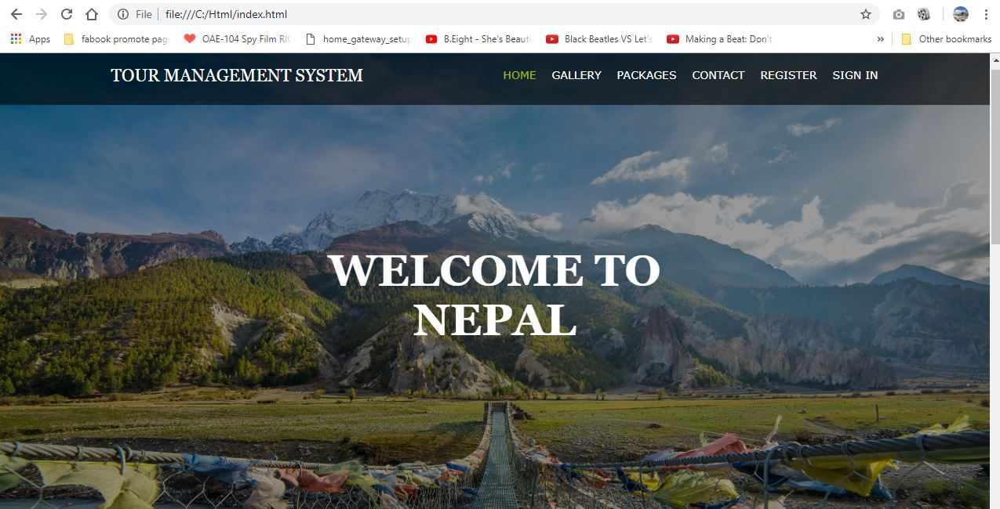 File
file:///C:/Html/index.html
Apps
fabook promote pag
OAE-104 Spy Film RI
home_gateway_setup
B.Eight - She's Beaut
Black Beatles VS Let's
Making a Beat: Don't
»
Other bookmarks
TOUR MANAGEMENT SYSTEM
HOME
GALLERY
PACKAGES
CONTACT
REGISTER
SIGN IN
WELCOME TO
NEPAL